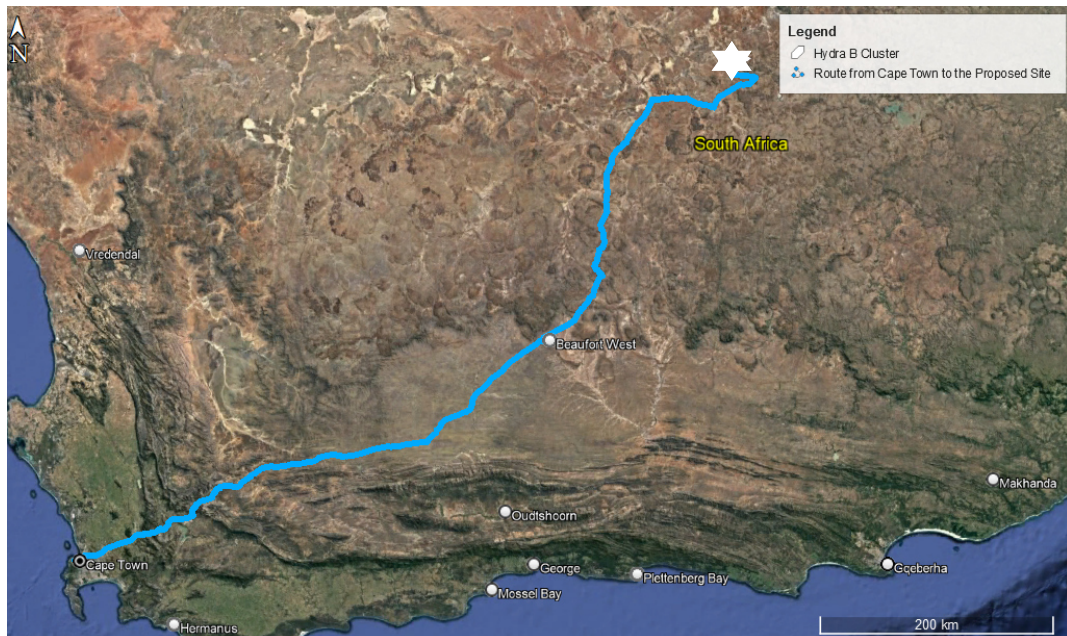 N
Legend
Hydra B Cluster
Route from Cape Town to the Proposed Site
South Africa
Vredendal
Beaufort West
Makhanda
Oudtshoorn
Cape Town
George
Gqeberha
Plettenberg Bay
Mossel Bay
Hermanus
200 km